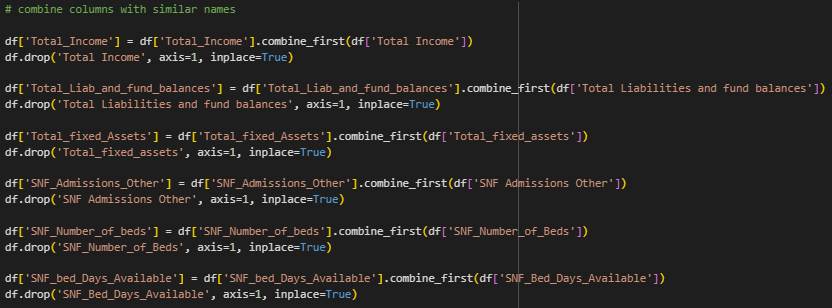 # combine columns with similar names
df['Total_Income'] = df['Total_Income'].combine_first(df['Total Income'])
df.drop('Total Income', axis=1, inplace=True)
df['Total_Liab_and_fund_balances'] = df['Total_Liab_and_fund_balances'].combine_first(df['Total Liabilities and fund balances'])
df.drop('Total Liabilities and fund balances', axis=1, inplace=True)
df['Total_fixed_Assets'] = df['Total_fixed_Assets'].combine_first(df['Total_fixed_assets'])
df.drop('Total_fixed_assets', axis=1, inplace=True)
df['SNF_Admissions_Other'] = df['SNF_Admissions_Other'].combine_first(df['SNF Admissions Other'])
df.drop('SNF Admissions Other', axis=1, inplace=True)
df['SNF_Number_of_beds'] = df['SNF_Number_of_beds'].combine_first(df['SNF_Number_of_Beds'])
df.drop('SNF_Number_of_Beds', axis=1, inplace=True)
df['SNF_bed_Days_Available'] = df['SNF_bed_Days_Available'].combine_first(df['SNF_Bed_Days_Available'])
df.drop('SNF_Bed_Days_Available', axis=1, inplace=True)